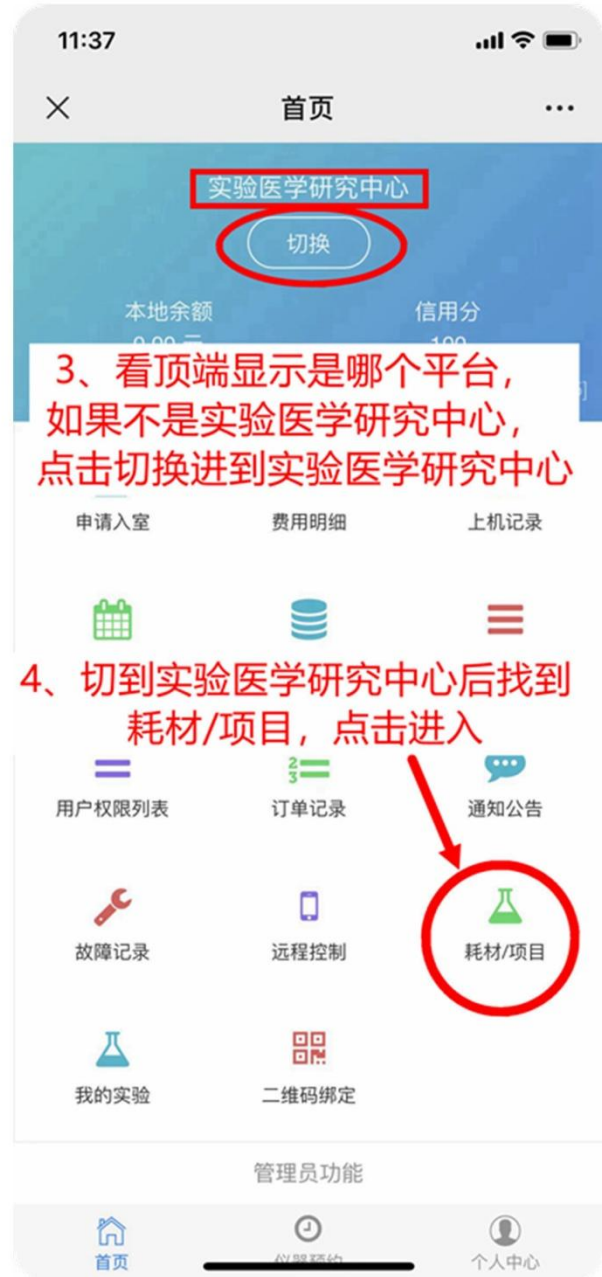 11:37
首页
实验医学研究中心
切换
本地余额
信用分
3、看顶端显示是哪个平台，
如果不是实验医学研究中心，
点击切换进到实验医学研究中心
申请入室
费用明细
上机记录
4、切到实验医学研究中心后找到
耗材/项目，点击进入
用户权限列表
订单记录
通知公告
故障记录
远程控制
耗材/项目
我的实验
二维码绑定
管理员功能
首页
个人中心